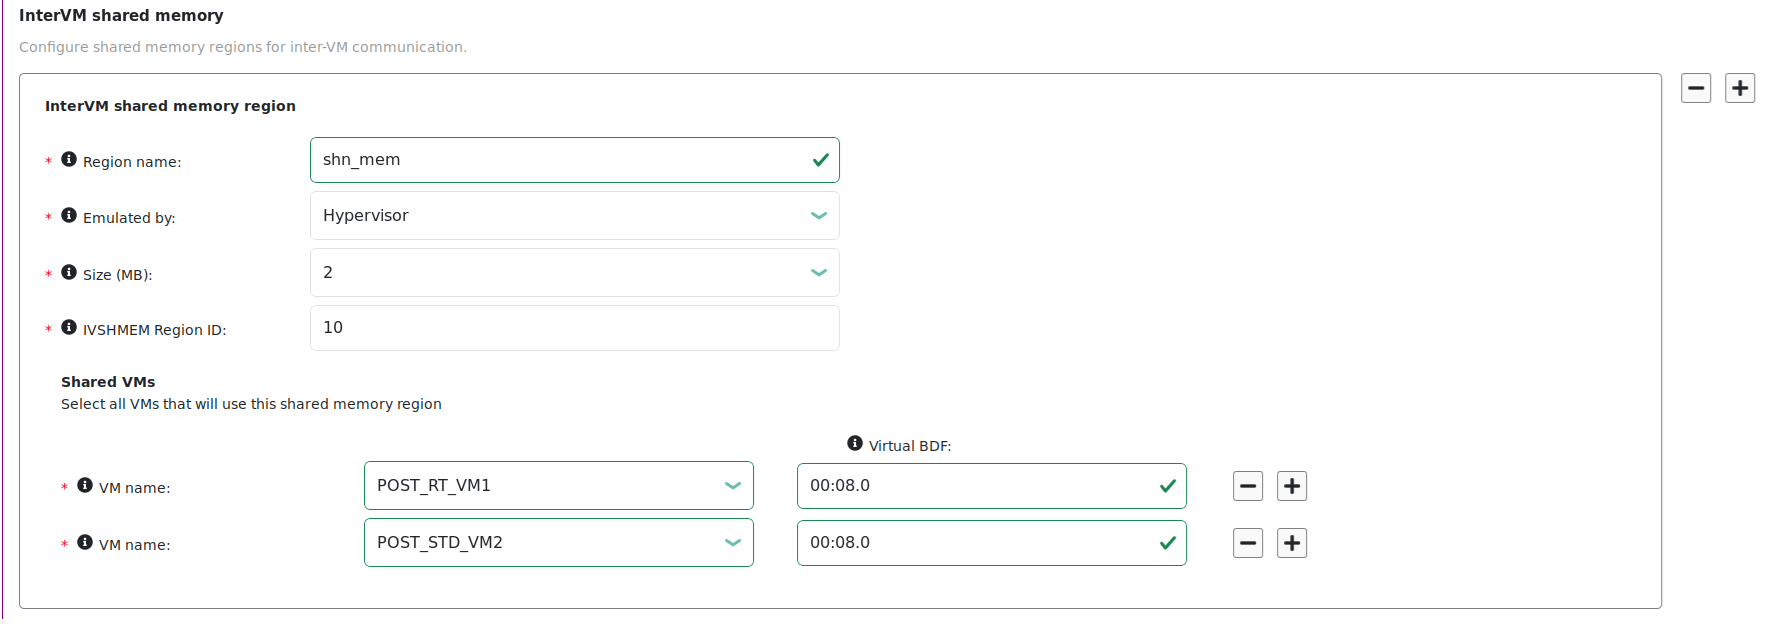 InterVM shared memory
Configure shared memory regions for inter-VM communication.
InterVM shared memory region
* Region name: shn_mem
* Emulated by: Hypervisor
* Size (MB): 2
* IVSHMEM Region ID: 10
Shared VMs
Select all VMs that will use this shared memory region
Virtual BDF:
* VM name: POST_RT_VM1 00:08.0
* VM name: POST_STD_VM2 00:08.0